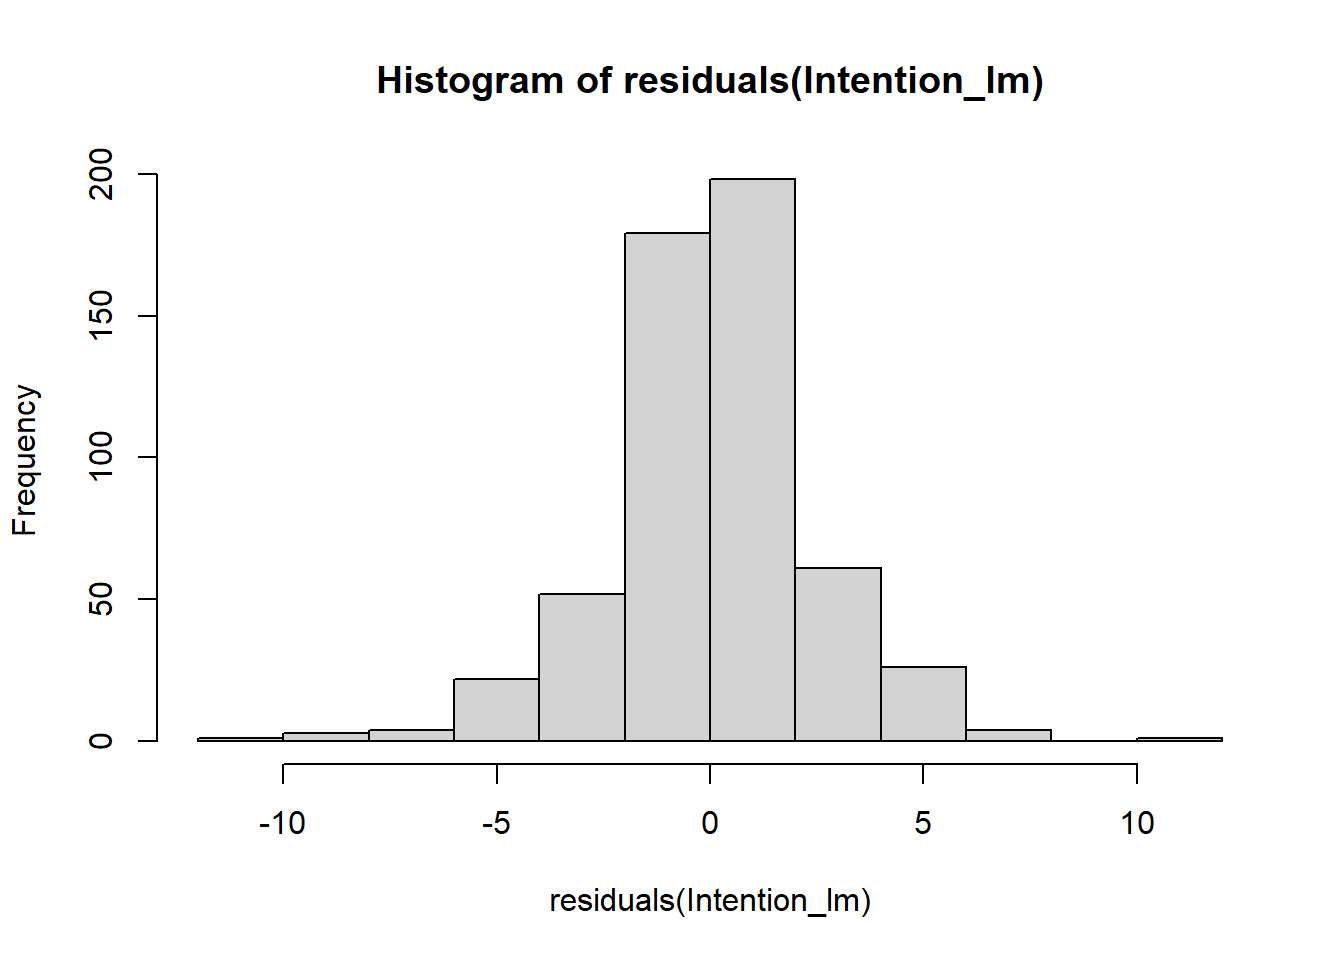 Histogram of residuals(Intention_lm)
Frequency
200
150
100
50
0
-10 -5 0 5 10
residuals(Intention_lm)